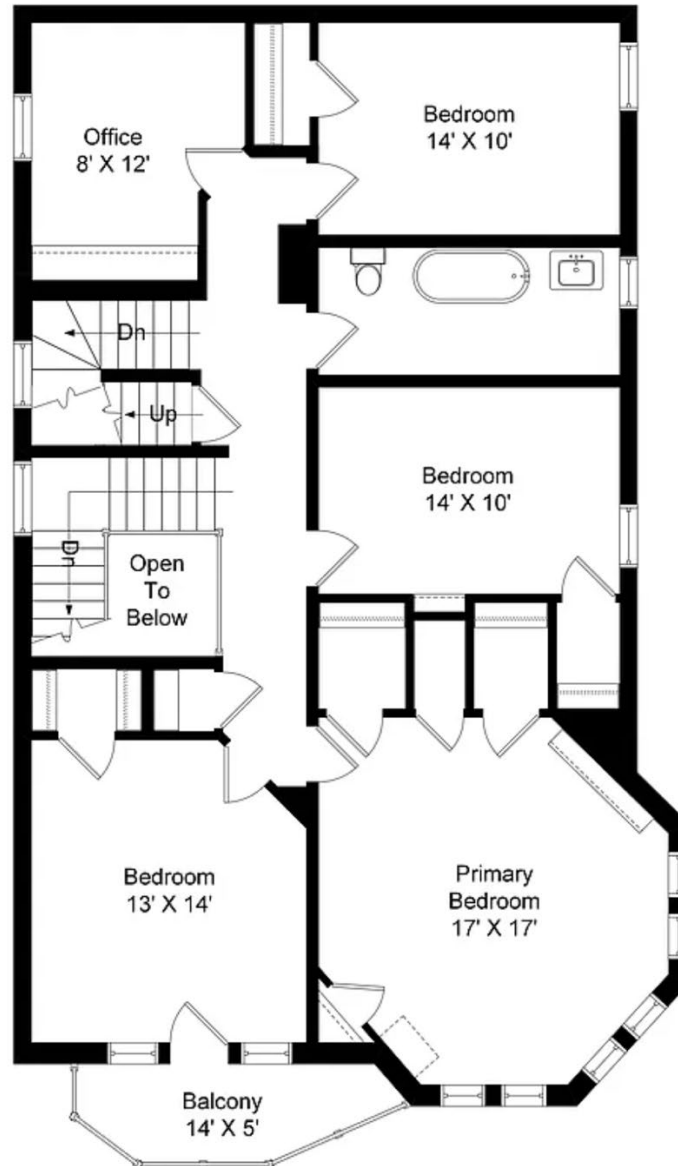 Office
8' X 12'
Bedroom
14' X 10'
Dn
Up
Bedroom
14' X 10'
Dn
Open
To
Below
Bedroom
13' X 14'
Primary
Bedroom
17' X 17'
Balcony
14' X 5'